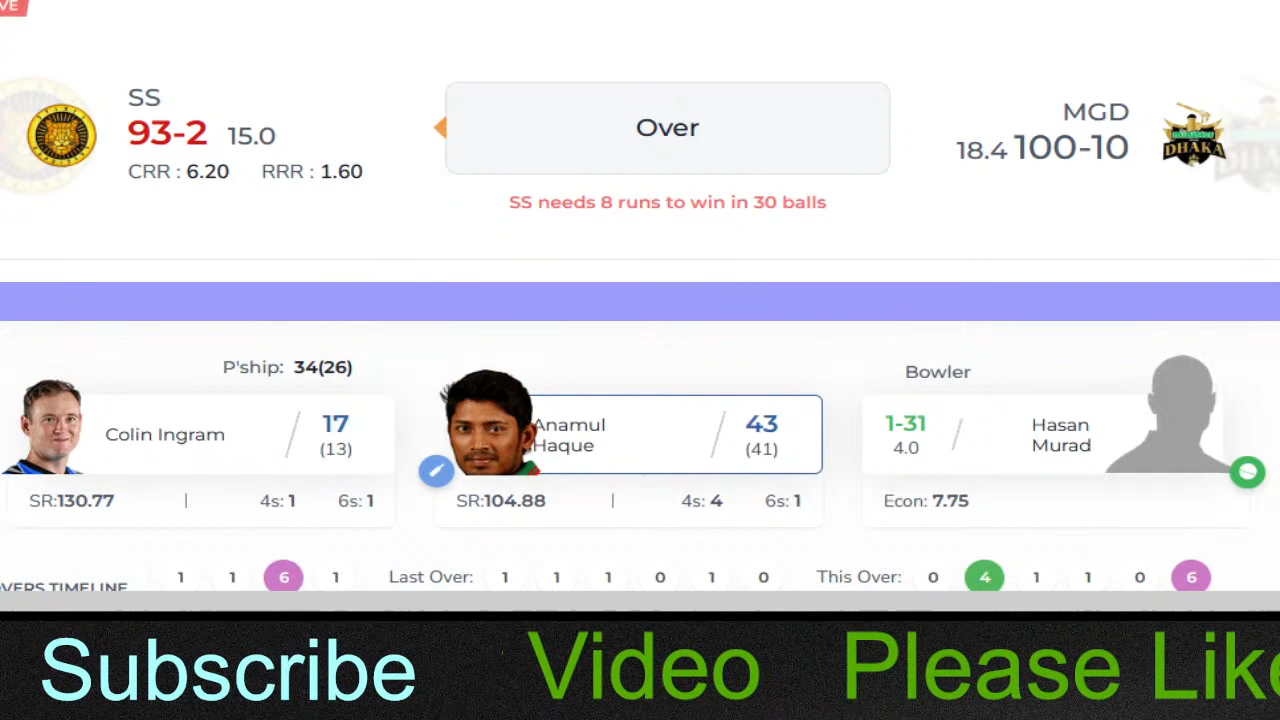 VE
SS
93-2 15.0
CRR : 6.20 RRR : 1.60
Over
SS needs 8 runs to win in 30 balls
MGD
18.4 100-10
DHAKA
P'ship: 34(26)
Colin Ingram
17
(13)
SR:130.77 | 4s: 1 6s: 1
Anamul
Haque
43
(41)
SR:104.88 | 4s: 4 6s: 1
Bowler
1-31
4.0
Hasan
Murad
Econ: 7.75
OVERS TIMELINE 1 1 6 1 Last Over: 1 1 1 0 1 0 This Over: 0 4 1 1 0 6
Subscribe Video Please Like